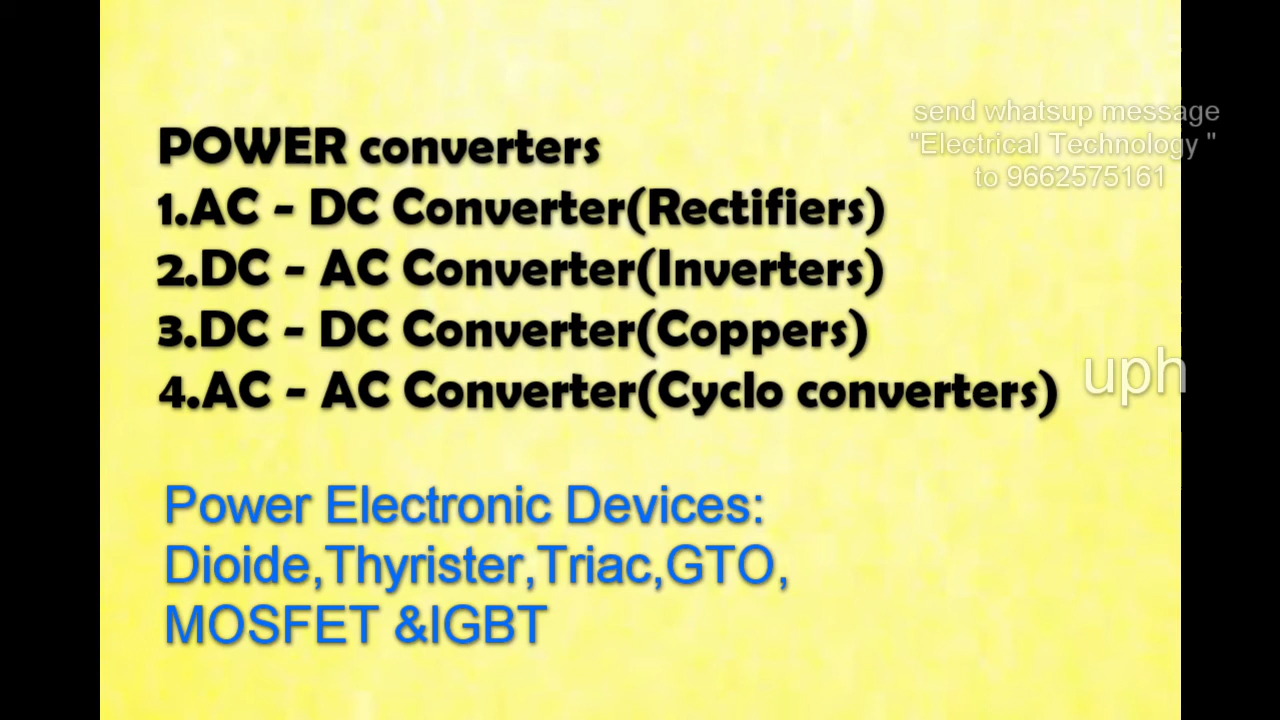 send whatsup message
"Electrical Technology "
to 9662575161
POWER converters
1.AC - DC Converter(Rectifiers)
2.DC - AC Converter(Inverters)
3.DC - DC Converter(Coppers)
4.AC - AC Converter(Cyclo converters)
uph
Power Electronic Devices:
Dioide,Thyrister,Triac,GTO,
MOSFET &IGBT